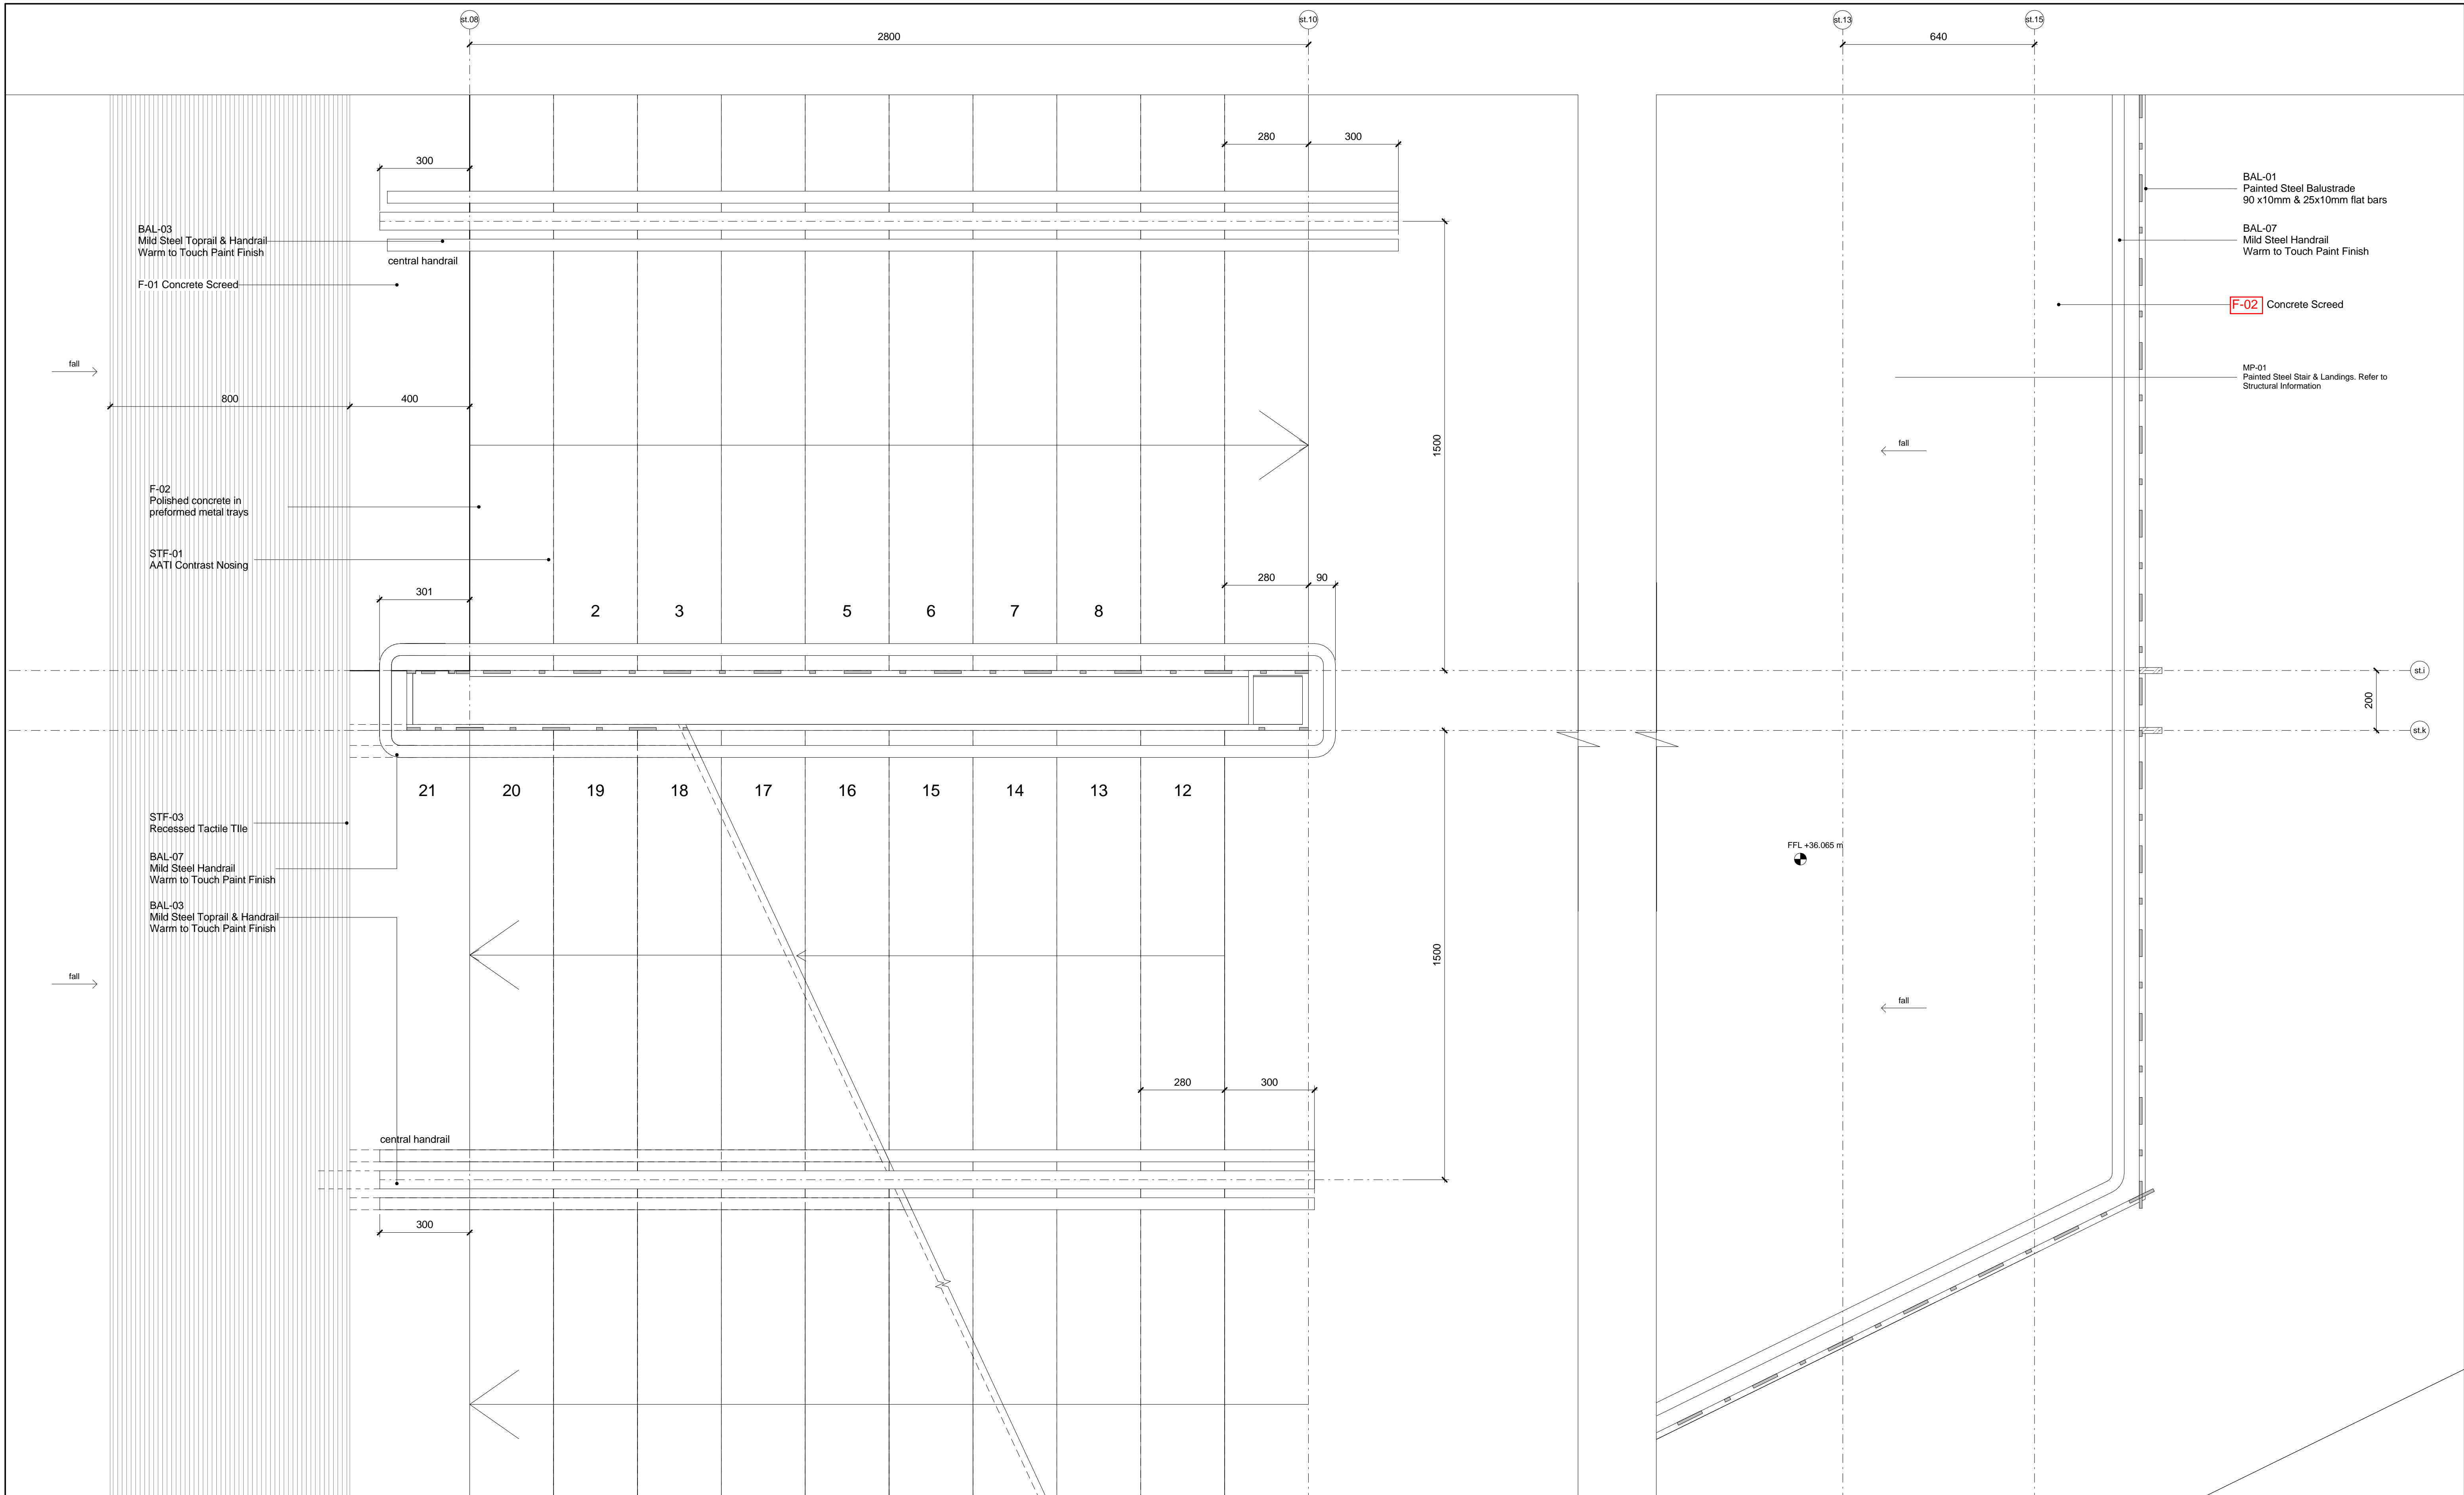 st.08
st.10
st.13
st.15
2800
640
280
300
300
BAL-03
Mild Steel Toprail & Handrail
Warm to Touch Paint Finish
central handrail
F-01 Concrete Screed
BAL-01
Painted Steel Balustrade
90 x10mm & 25x10mm flat bars
BAL-07
Mild Steel Handrail
Warm to Touch Paint Finish
F-02 Concrete Screed
fall
MP-01
Painted Steel Stair & Landings. Refer to
Structural Information
800
400
1500
fall
F-02
Polished concrete in
preformed metal trays
STF-01
AATI Contrast Nosing
301
280
90
2 3 5 6 7 8
st.i
200
st.k
21 20 19 18 17 16 15 14 13 12
STF-03
Recessed Tactile TIle
BAL-07
Mild Steel Handrail
Warm to Touch Paint Finish
FFL +36.065 m
BAL-03
Mild Steel Toprail & Handrail
Warm to Touch Paint Finish
1500
fall
fall
280
300
central handrail
300